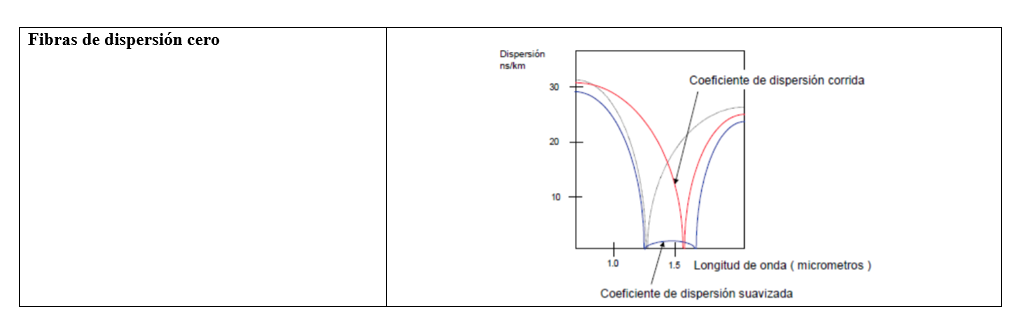 Fibras de dispersión cero
Dispersión
ns/km
Coeficiente de dispersión corrida
30
20
10
1.0
1.5
Longitud de onda ( micrometros )
Coeficiente de dispersión suavizada